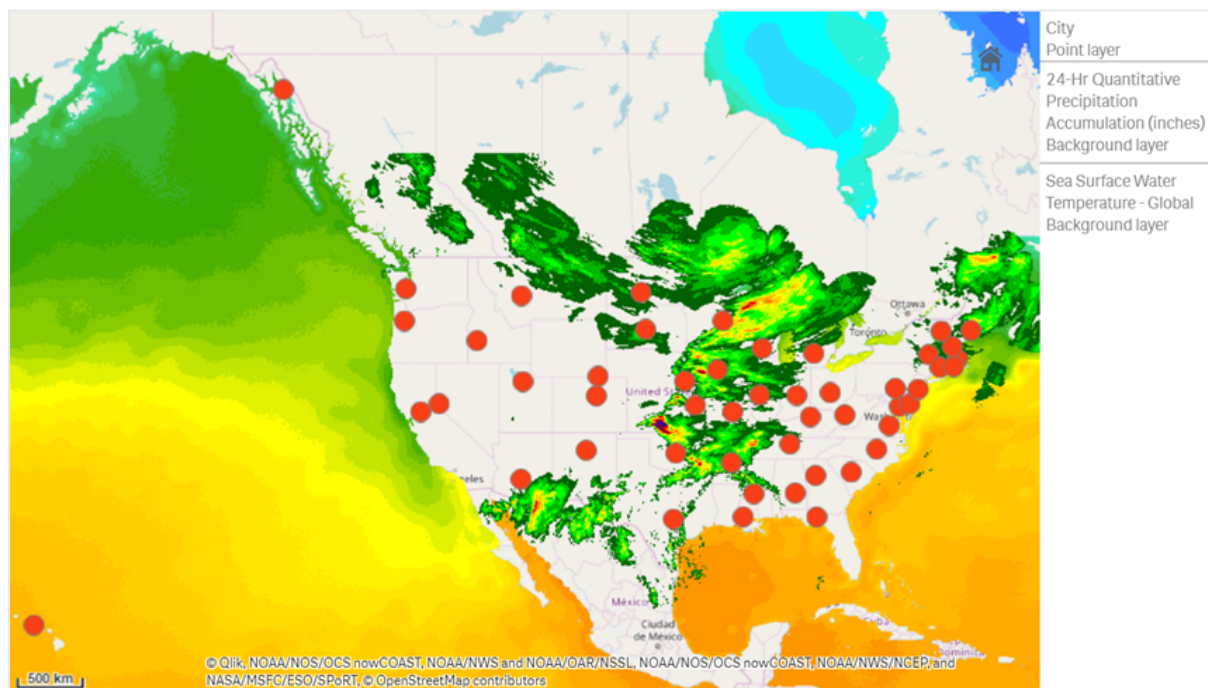 City
Point layer
24-Hr Quantitative
Precipitation
Accumulation (inches)
Background layer
Sea Surface Water
Temperature - Global
Background layer
Ottawa
Toronto
United
México
Ciudad
de México
500 km
© Qlik, NOAA/NOS/OCS nowCOAST, NOAA/NWS and NOAA/OAR/NSSL, NOAA/NOS/OCS nowCOAST, NOAA/NWS/NCEP, and
NASA/MSFC/ESO/SPoRT, © OpenStreetMap contributors